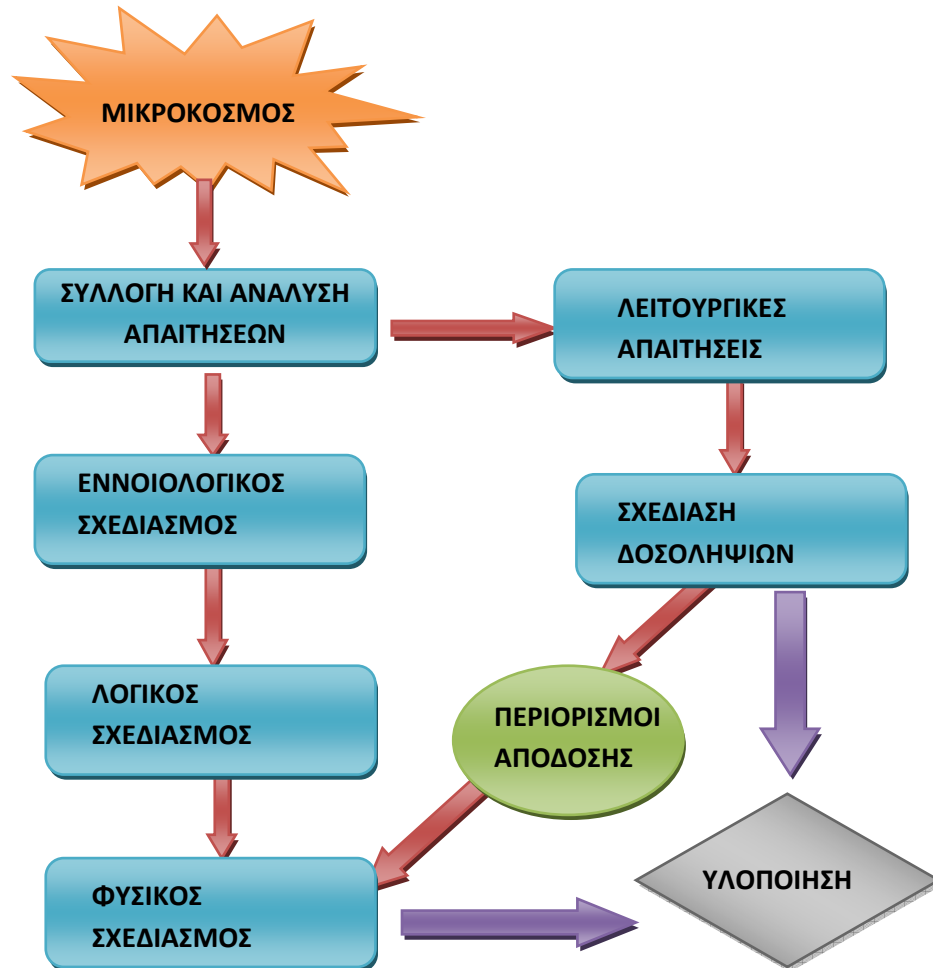 ΜΙΚΡΟΚΟΣΜΟΣ
ΣΥΛΛΟΓΗ ΚΑΙ ΑΝΑΛΥΣΗ
ΑΠΑΙΤΗΣΕΩΝ
ΛΕΙΤΟΥΡΓΙΚΕΣ
ΑΠΑΙΤΗΣΕΙΣ
ΕΝΝΟΙΟΛΟΓΙΚΟΣ
ΣΧΕΔΙΑΣΜΟΣ
ΣΧΕΔΙΑΣΗ
ΔΟΣΟΛΗΨΙΩΝ
ΛΟΓΙΚΟΣ
ΣΧΕΔΙΑΣΜΟΣ
ΠΕΡΙΟΡΙΣΜΟΙ
ΑΠΟΔΟΣΗΣ
ΦΥΣΙΚΟΣ
ΣΧΕΔΙΑΣΜΟΣ
ΥΛΟΠΟΙΗΣΗ